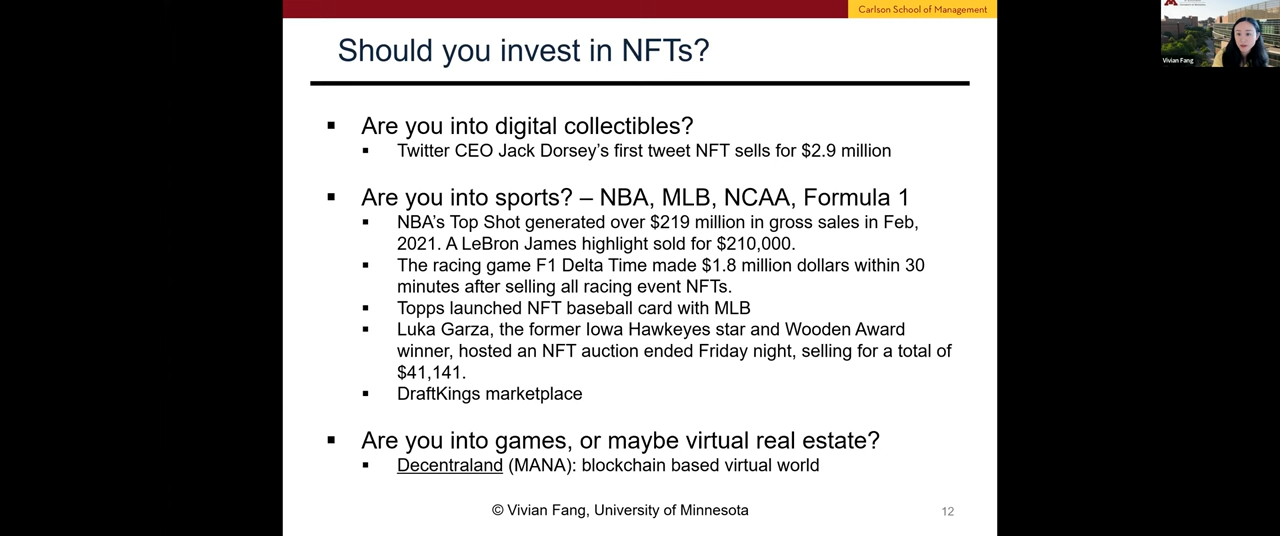 Carlson School of Management
Should you invest in NFTs?
Are you into digital collectibles?
Twitter CEO Jack Dorsey's first tweet NFT sells for $2.9 million
Are you into sports? – NBA, MLB, NCAA, Formula 1
NBA's Top Shot generated over $219 million in gross sales in Feb,
2021. A LeBron James highlight sold for $210,000.
The racing game F1 Delta Time made $1.8 million dollars within 30
minutes after selling all racing event NFTs.
Topps launched NFT baseball card with MLB
Luka Garza, the former Iowa Hawkeyes star and Wooden Award
winner, hosted an NFT auction ended Friday night, selling for a total of
$41,141.
DraftKings marketplace
Are you into games, or maybe virtual real estate?
Decentraland (MANA): blockchain based virtual world
© Vivian Fang, University of Minnesota
12
Vivian Fang